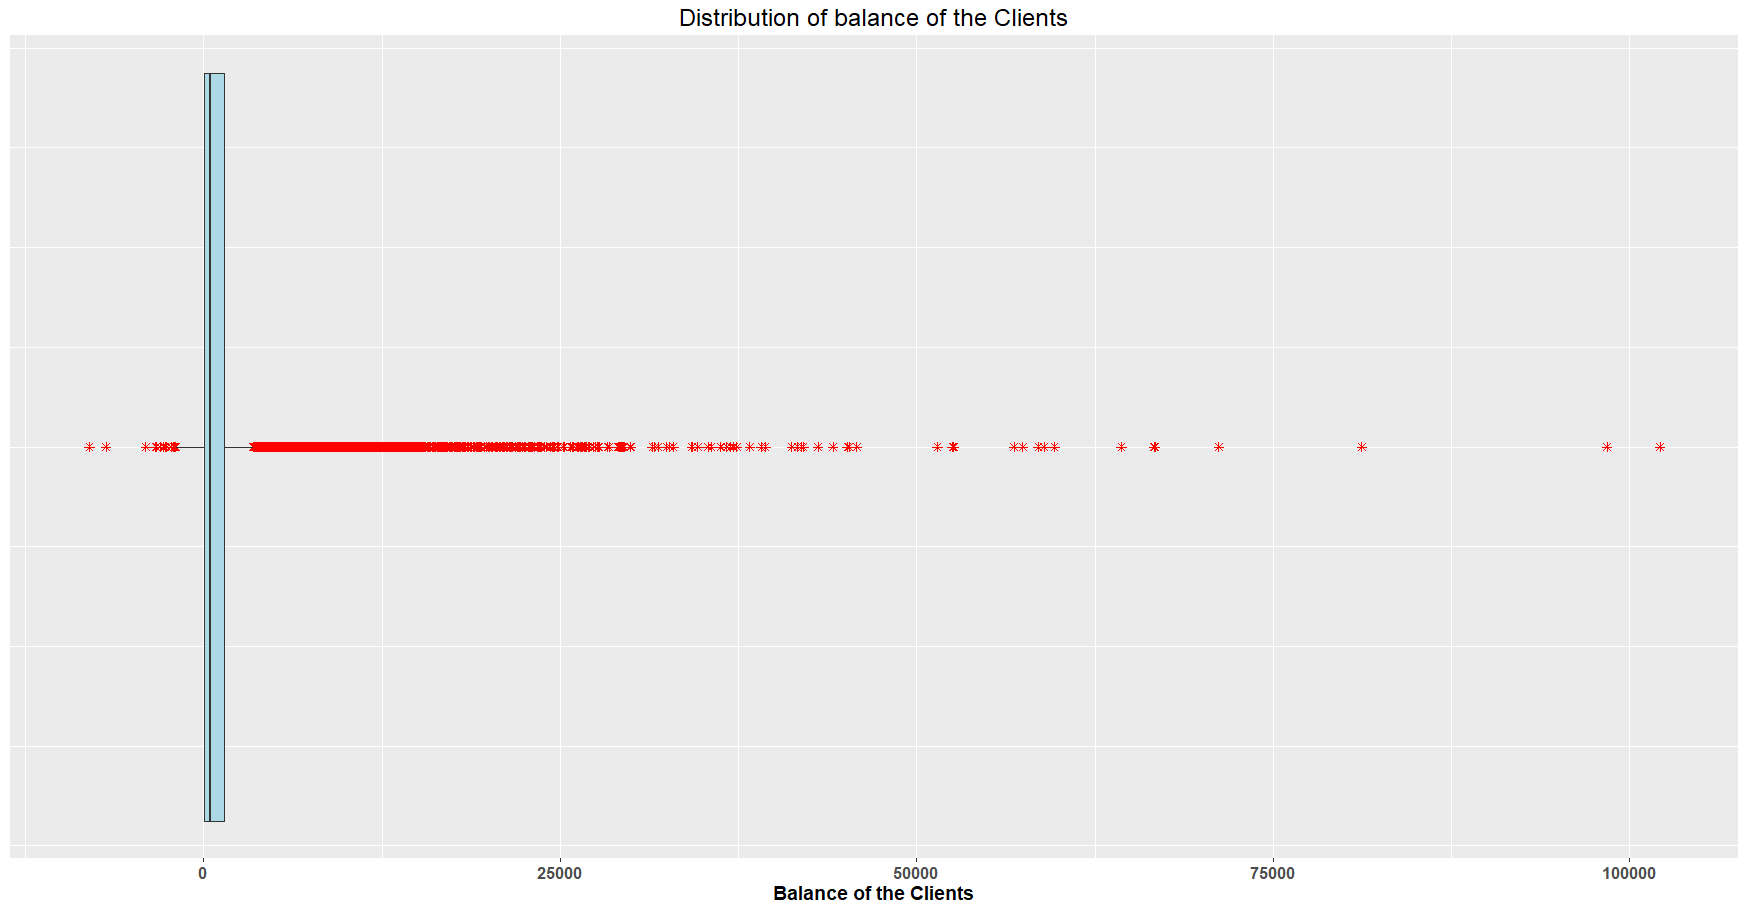 Distribution of balance of the Clients
0 25000 50000 75000 100000
Balance of the Clients